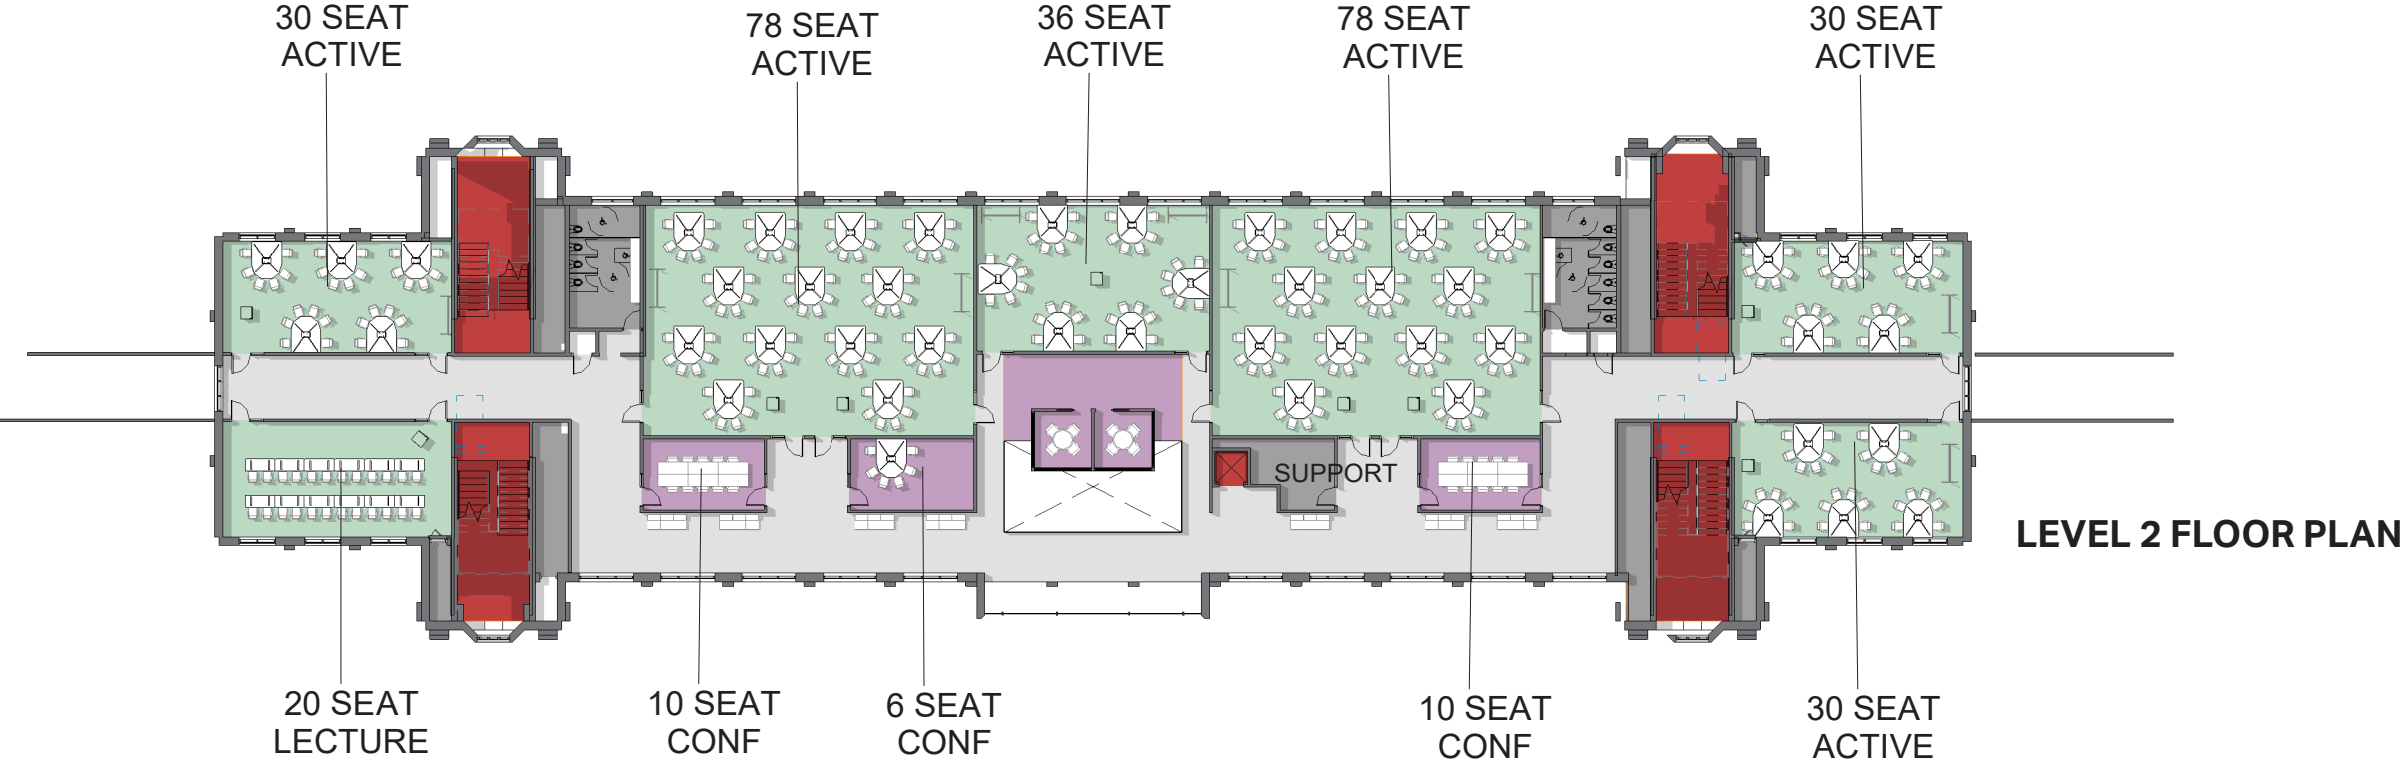 30 SEAT
ACTIVE
78 SEAT
ACTIVE
36 SEAT
ACTIVE
78 SEAT
ACTIVE
30 SEAT
ACTIVE
SUPPORT
LEVEL 2 FLOOR PLAN
20 SEAT
LECTURE
10 SEAT
CONF
6 SEAT
CONF
10 SEAT
CONF
30 SEAT
ACTIVE